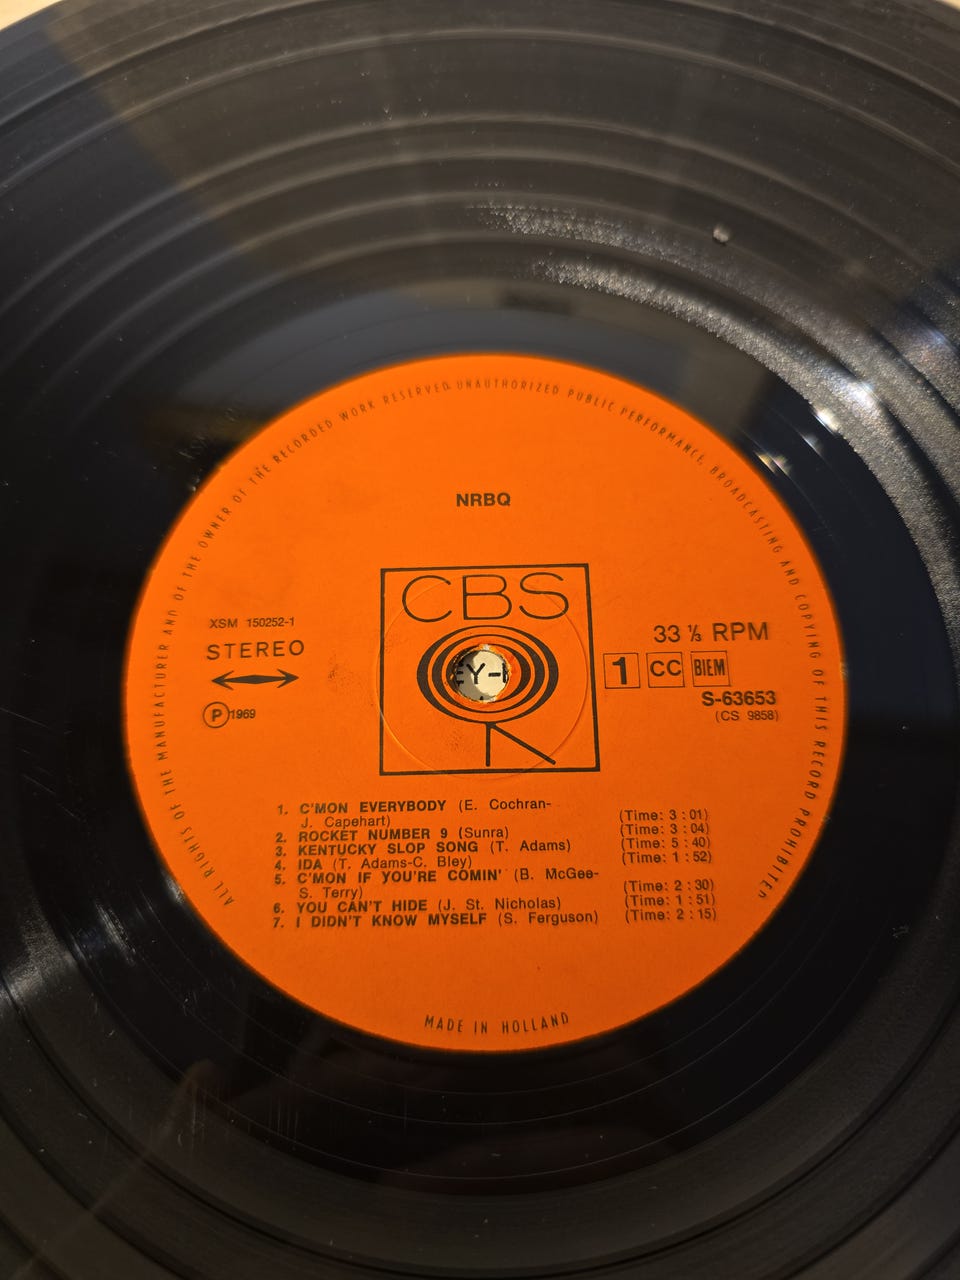 ALL RIGHTS OF THE MANUFACTURER AND OF THE OWNER OF THE RECORDED WORK RESERVED. UNAUTHORIZED PUBLIC PERFORMANCE, BROADCASTING AND COPYING OF THIS RECORD PROHIBITED
NRBQ
CBS
XSM 150252-1
STEREO
33 ⅓ RPM
1 CC BIEM
EY-
S-63653
(CS 9858)
P 1969
1. C'MON EVERYBODY (E. Cochran-
J. Capehart) (Time: 3 : 01)
2. ROCKET NUMBER 9 (Sunra) (Time: 3 : 04)
3. KENTUCKY SLOP SONG (T. Adams) (Time: 5 : 40)
4. IDA (T. Adams-C. Bley) (Time: 1 : 52)
5. C'MON IF YOU'RE COMIN' (B. McGee-
S. Terry) (Time: 2 : 30)
6. YOU CAN'T HIDE (J. St. Nicholas) (Time: 1 : 51)
7. I DIDN'T KNOW MYSELF (S. Ferguson) (Time: 2 : 15)
MADE IN HOLLAND